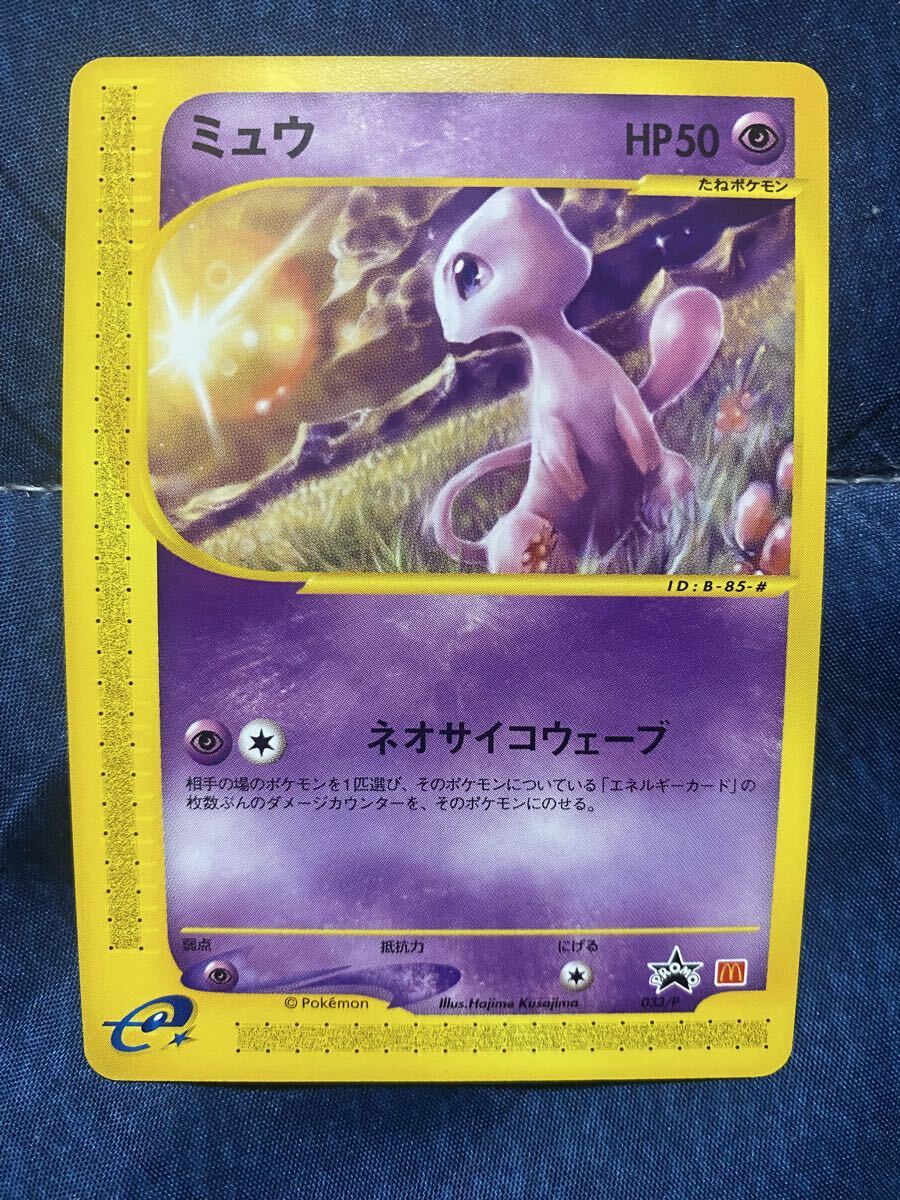 ミュウ
HP50
たねポケモン
ID:B-85-#
ネオサイコウェーブ
相手の場のポケモンを1匹選び、そのポケモンについている「エネルギーカード」の
枚数ぶんのダメージカウンターを、そのポケモンにのせる。
弱点 抵抗力 にげる
PROMO
©Pokémon Illus.Hajime Kusajima 033/P
e